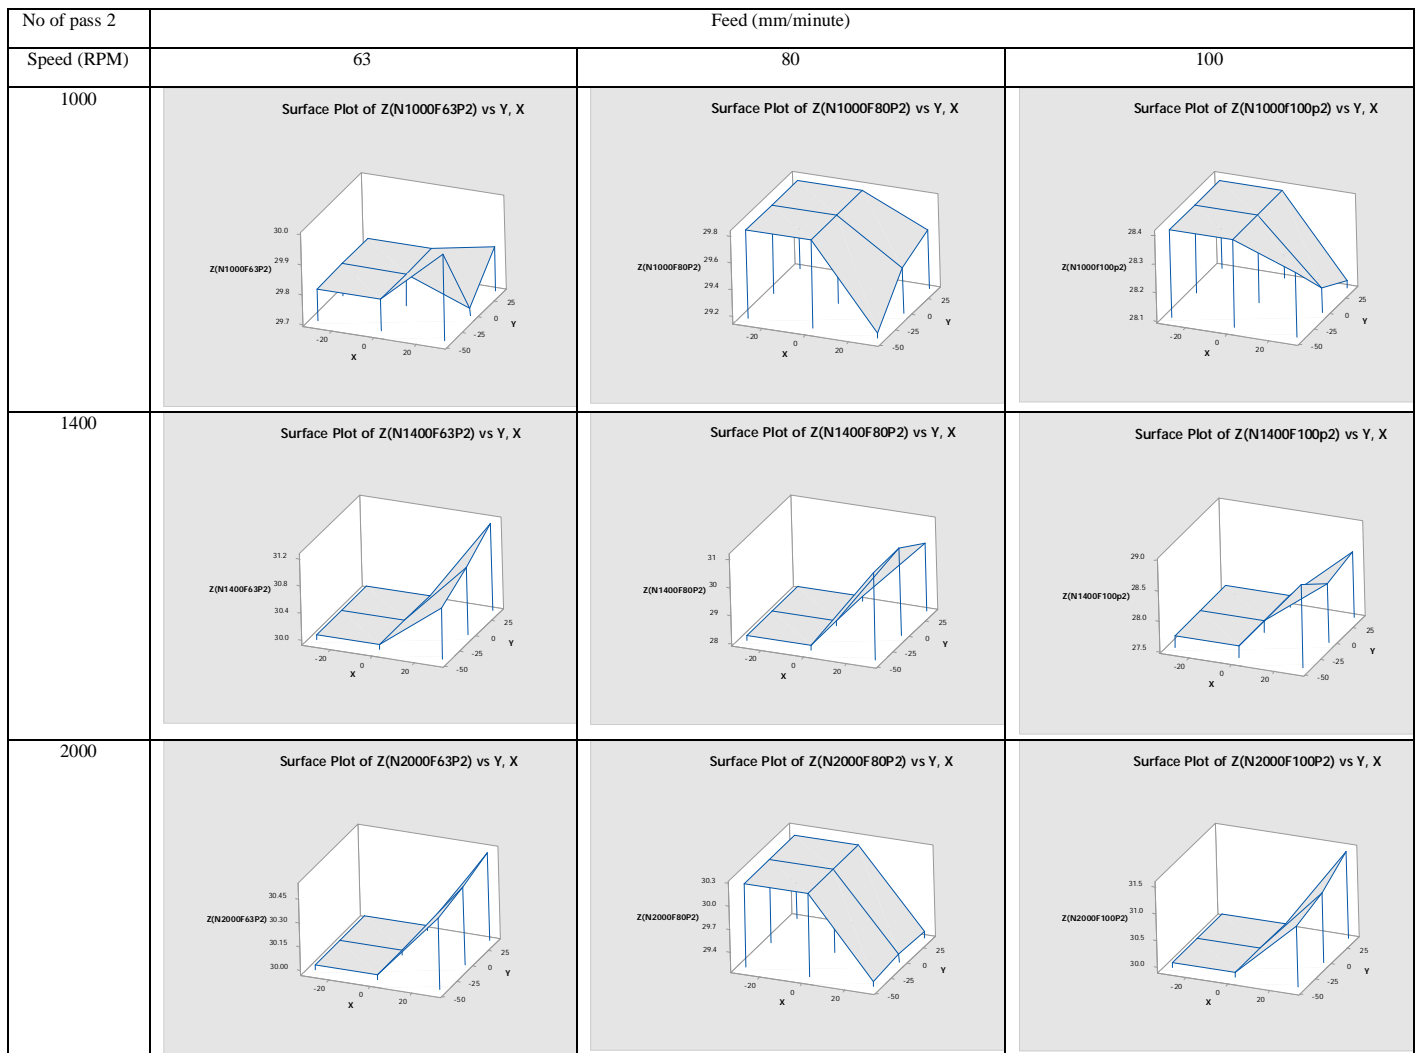 No of pass 2
Feed (mm/minute)
Speed (RPM)
63
80
100
1000
Surface Plot of Z(N1000F63P2) vs Y, X
30.0
29.9
Z(N1000F63P2)
29.8
29.7
-20
0
20
X
-50
-25
0
25
Y
Surface Plot of Z(N1000F80P2) vs Y, X
29.8
29.6
Z(N1000F80P2)
29.4
29.2
-20
0
20
X
-50
-25
0
25
Y
Surface Plot of Z(N1000f100p2) vs Y, X
28.4
28.3
Z(N1000f100p2)
28.2
28.1
-20
0
20
X
-50
-25
0
25
Y
1400
Surface Plot of Z(N1400F63P2) vs Y, X
31.2
30.8
Z(N1400F63P2)
30.4
30.0
-20
0
20
X
-50
-25
0
25
Y
Surface Plot of Z(N1400F80P2) vs Y, X
31
30
Z(N1400F80P2)
29
28
-20
0
20
X
-50
-25
0
25
Y
Surface Plot of Z(N1400F100p2) vs Y, X
29.0
28.5
Z(N1400F100p2)
28.0
27.5
-20
0
20
X
-50
-25
0
25
Y
2000
Surface Plot of Z(N2000F63P2) vs Y, X
30.45
Z(N2000F63P2) 30.30
30.15
30.00
-20
0
20
X
-50
-25
0
25
Y
Surface Plot of Z(N2000F80P2) vs Y, X
30.3
30.0
Z(N2000F80P2)
29.7
29.4
-20
0
20
X
-50
-25
0
25
Y
Surface Plot of Z(N2000F100P2) vs Y, X
31.5
31.0
Z(N2000F100P2)
30.5
30.0
-20
0
20
X
-50
-25
0
25
Y